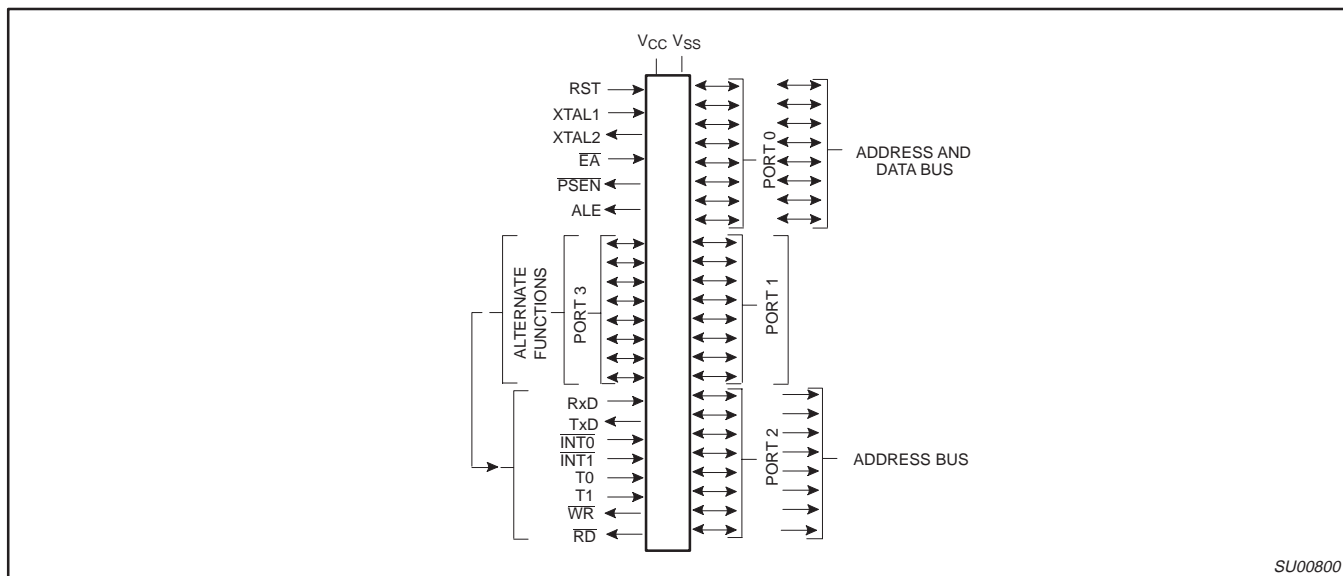 VCC VSS
RST
XTAL1
XTAL2
EA
PSEN
ALE
PORT 0
ADDRESS AND
DATA BUS
ALTERNATE
FUNCTIONS
PORT 3
PORT 1
RxD
TxD
INT0
INT1
T0
T1
WR
RD
PORT 2
ADDRESS BUS
SU00800